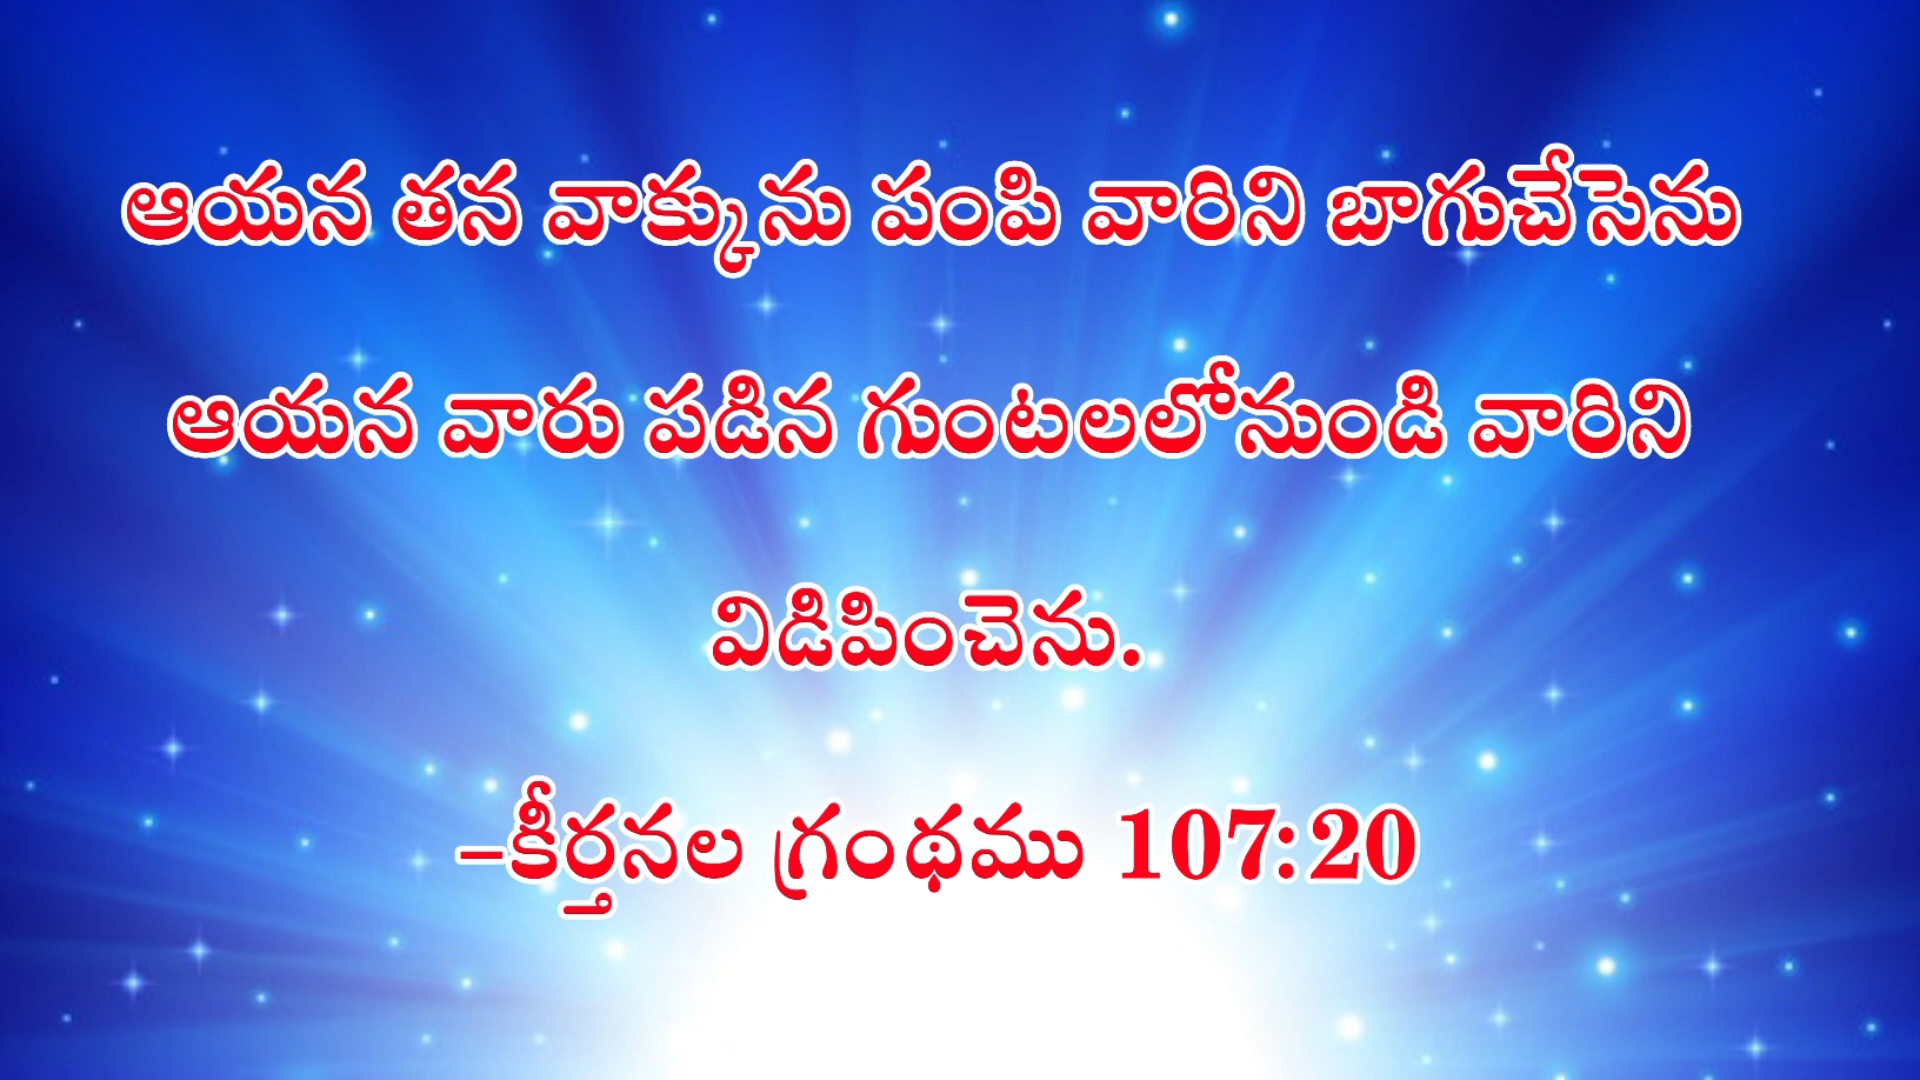 ఆయన తన వాక్కును పంపి వారిని బాగుచేసెను
ఆయన వారు పడిన గుంటలలోనుండి వారిని
విడిపించెను.
–కీర్తనల గ్రంథము 107:20